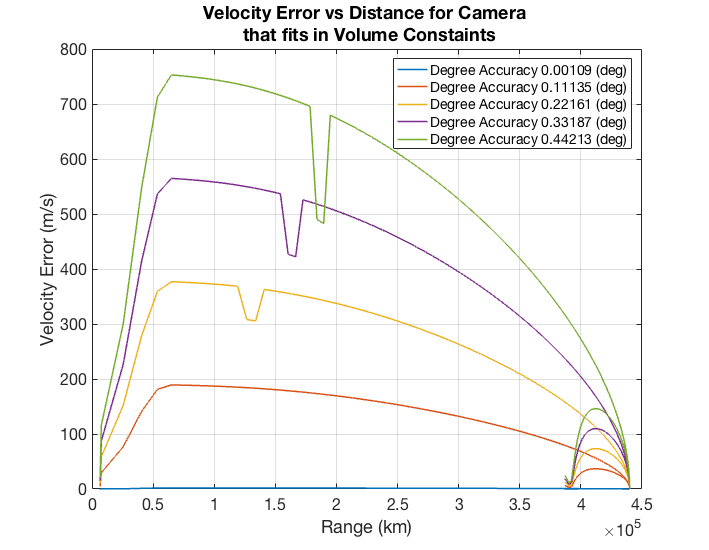 Velocity Error vs Distance for Camera
that fits in Volume Constaints
Degree Accuracy 0.00109 (deg)
Degree Accuracy 0.11135 (deg)
Degree Accuracy 0.22161 (deg)
Degree Accuracy 0.33187 (deg)
Degree Accuracy 0.44213 (deg)
Velocity Error (m/s)
800
700
600
500
400
300
200
100
0
0 0.5 1 1.5 2 2.5 3 3.5 4 4.5
Range (km)
×10^5